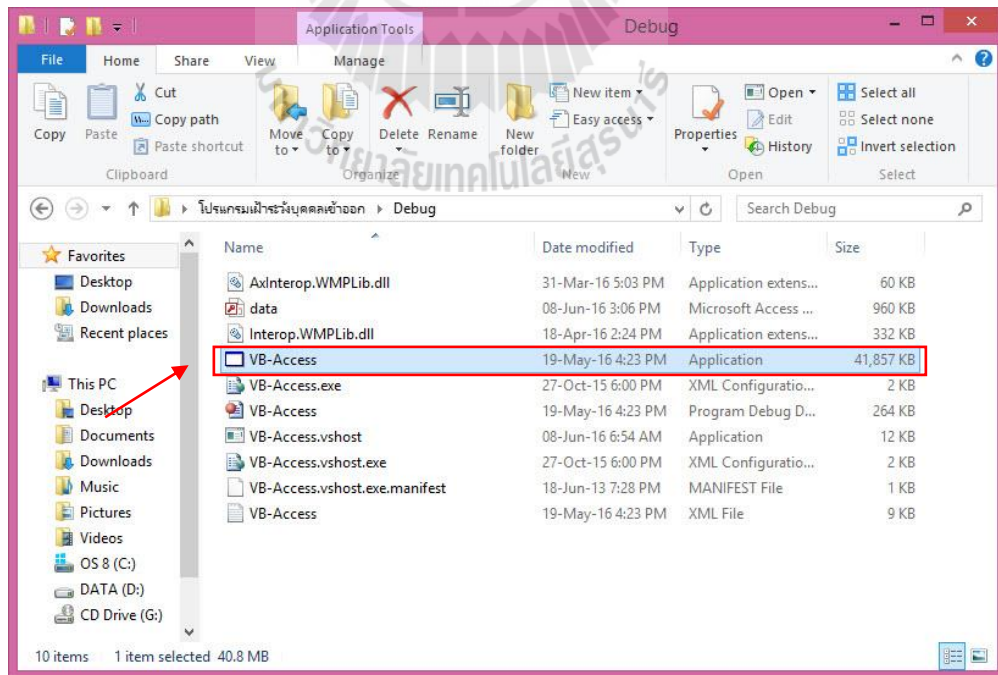 Application Tools
Debug
File Home Share View Manage
Copy
Paste
Cut
Copy path
Paste shortcut
Clipboard
Move to
Copy to
Delete
Rename
Organize
New folder
New item
Easy access
New
Properties
Open
Edit
History
Open
Select all
Select none
Invert selection
Select
โปรแกรมเฝ้าระวังบุคคลเข้าออก Debug
Search Debug
Favorites
Desktop
Downloads
Recent places
This PC
Desktop
Documents
Downloads
Music
Pictures
Videos
OS 8 (C:)
DATA (D:)
CD Drive (G:)
Name Date modified Type Size
AxInterop.WMPLib.dll 31-Mar-16 5:03 PM Application extens... 60 KB
data 08-Jun-16 3:06 PM Microsoft Access ... 960 KB
Interop.WMPLib.dll 18-Apr-16 2:24 PM Application extens... 332 KB
VB-Access 19-May-16 4:23 PM Application 41,857 KB
VB-Access.exe 27-Oct-15 6:00 PM XML Configuratio... 2 KB
VB-Access 19-May-16 4:23 PM Program Debug D... 264 KB
VB-Access.vshost 08-Jun-16 6:54 AM Application 12 KB
VB-Access.vshost.exe 27-Oct-15 6:00 PM XML Configuratio... 2 KB
VB-Access.vshost.exe.manifest 18-Jun-13 7:28 PM MANIFEST File 1 KB
VB-Access 19-May-16 4:23 PM XML File 9 KB
10 items 1 item selected 40.8 MB